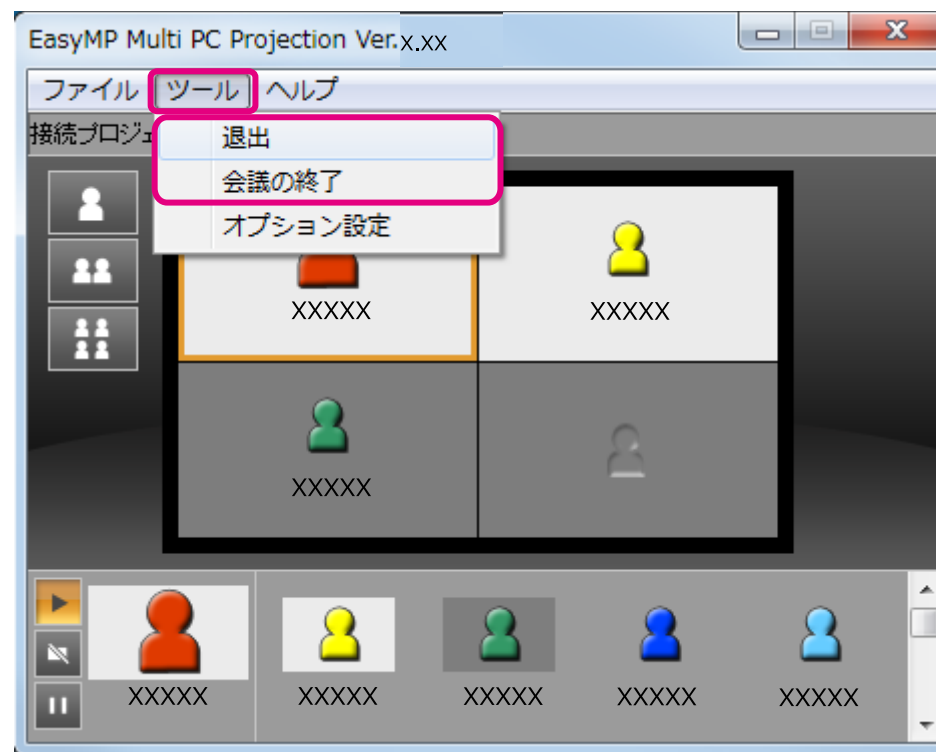 EasyMP Multi PC Projection Ver.x.xx
ファイル ツール ヘルプ
接続プロジェ
退出
会議の終了
オプション設定
XXXXX XXXXX
XXXXX
XXXXX XXXXX XXXXX XXXXX XXXXX